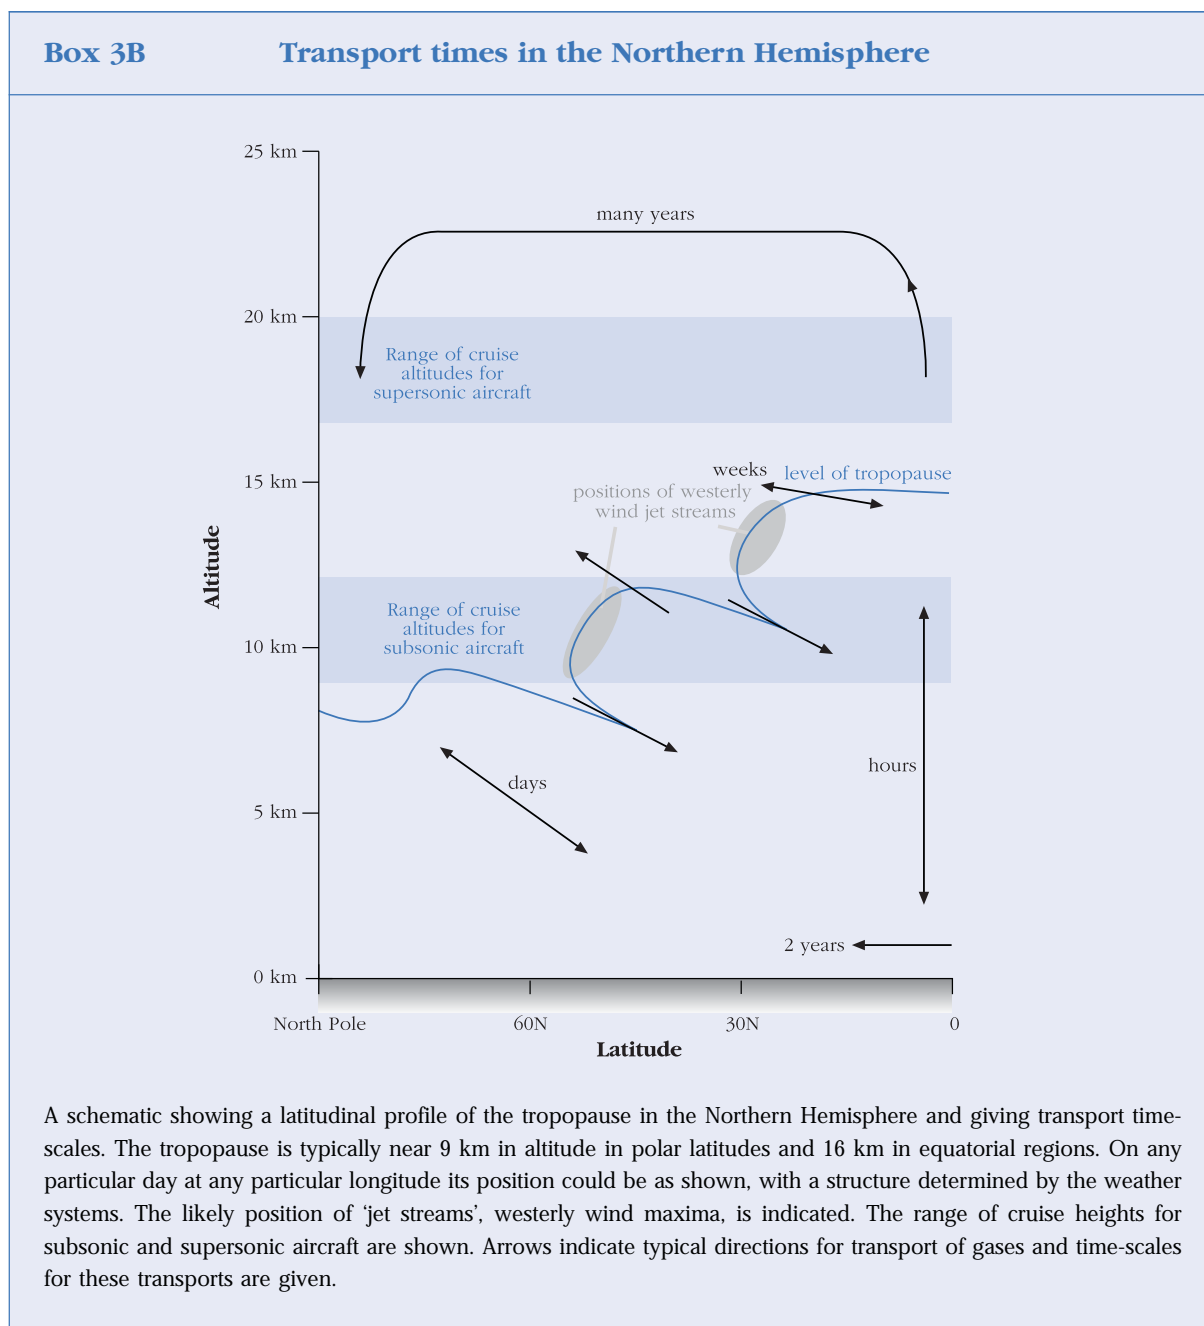 Box 3B Transport times in the Northern Hemisphere
25 km
many years
20 km
Range of cruise
altitudes for
supersonic aircraft
15 km
weeks
level of tropopause
positions of westerly
wind jet streams
Altitude
Range of cruise
altitudes for
subsonic aircraft
10 km
hours
days
5 km
2 years
0 km
North Pole 60N 30N 0
Latitude
A schematic showing a latitudinal profile of the tropopause in the Northern Hemisphere and giving transport time-
scales. The tropopause is typically near 9 km in altitude in polar latitudes and 16 km in equatorial regions. On any
particular day at any particular longitude its position could be as shown, with a structure determined by the weather
systems. The likely position of ‘jet streams’, westerly wind maxima, is indicated. The range of cruise heights for
subsonic and supersonic aircraft are shown. Arrows indicate typical directions for transport of gases and time-scales
for these transports are given.